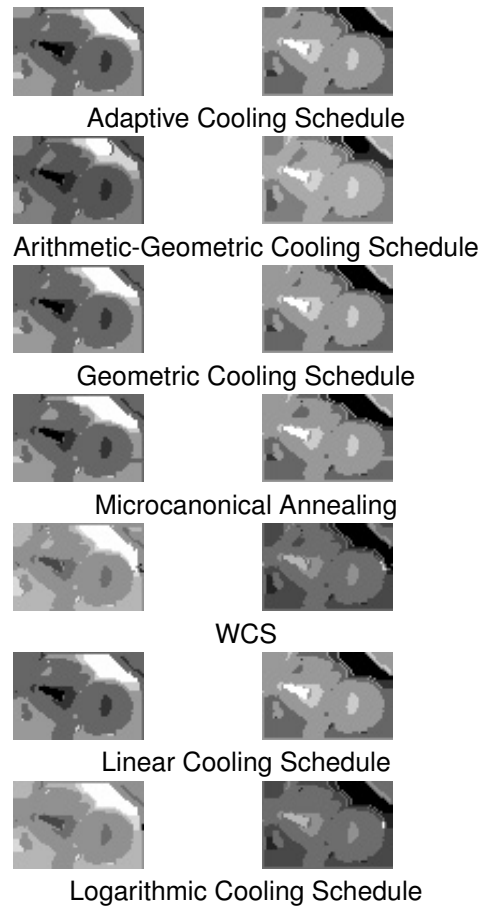 Adaptive Cooling Schedule
Arithmetic-Geometric Cooling Schedule
Geometric Cooling Schedule
Microcanonical Annealing
WCS
Linear Cooling Schedule
Logarithmic Cooling Schedule